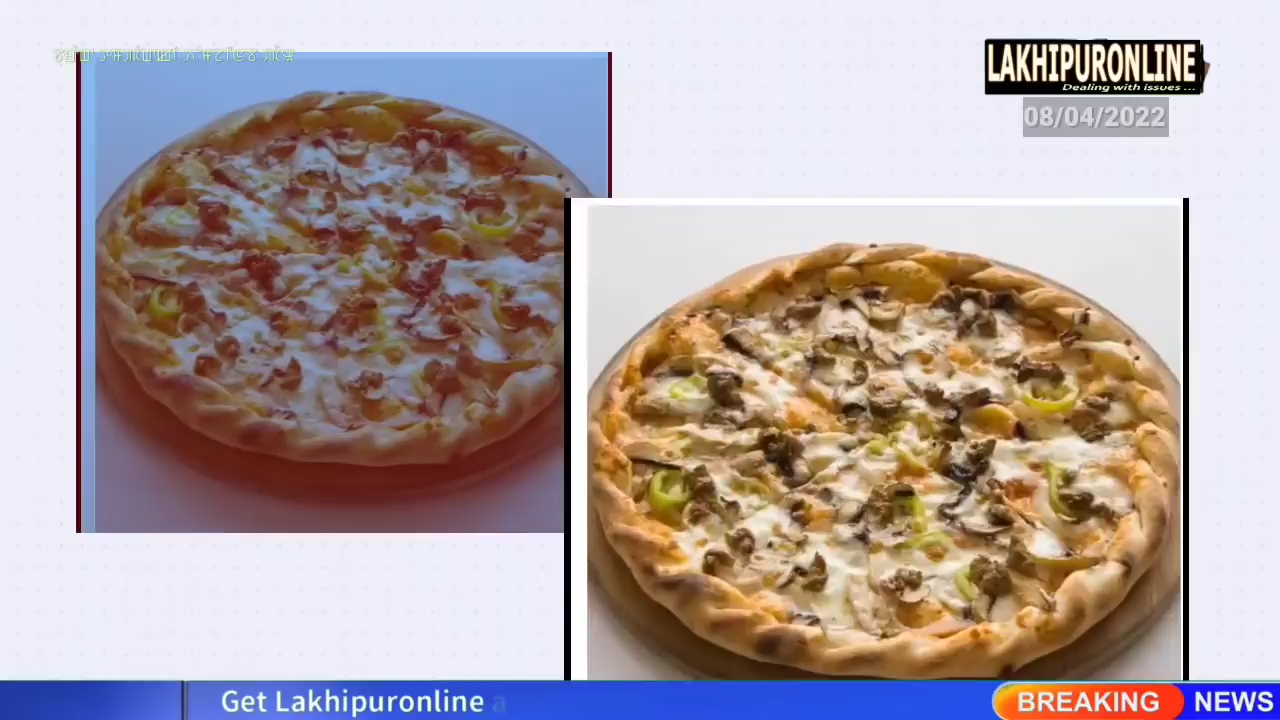 LAKHIPURONLINE
Dealing with issues ...
08/04/2022
Get Lakhipuronline
BREAKING NEWS